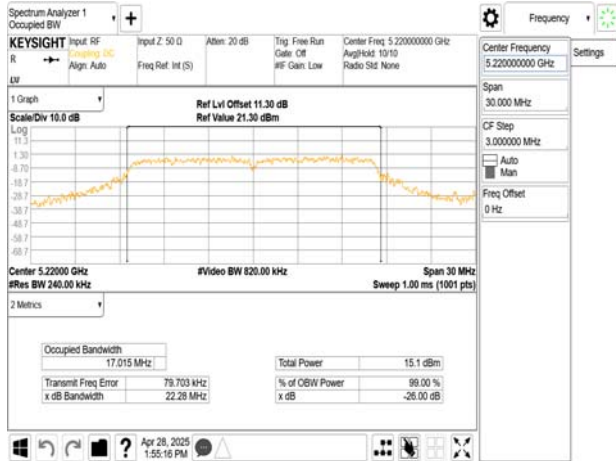 Spectrum Analyzer 1
Occupied BW
+
Frequency
KEYSIGHT
R
LVI
Input: RF
Coupling: DC
Align: Auto
Input Z: 50 Ω
Freq Ref: Int (S)
Atten: 20 dB
Trig: Free Run
Gate: Off
#IF Gain: Low
Center Freq: 5.220000000 GHz
Avg|Hold: 10/10
Radio Std: None
Center Frequency
5.220000000 GHz
Settings
Span
30.000 MHz
CF Step
3.000000 MHz
Auto
Man
Freq Offset
0 Hz
1 Graph
Scale/Div 10.0 dB
Ref Lvl Offset 11.30 dB
Ref Value 21.30 dBm
Log
11.3
1.30
-8.70
-18.7
-28.7
-38.7
-48.7
-58.7
-68.7
Center 5.22000 GHz
#Video BW 820.00 kHz
Span 30 MHz
#Res BW 240.00 kHz
Sweep 1.00 ms (1001 pts)
2 Metrics
Occupied Bandwidth
17.015 MHz
Total Power 15.1 dBm
Transmit Freq Error 79.703 kHz
% of OBW Power 99.00 %
x dB Bandwidth 22.28 MHz
x dB -26.00 dB
?
Apr 28, 2025
1:55:16 PM